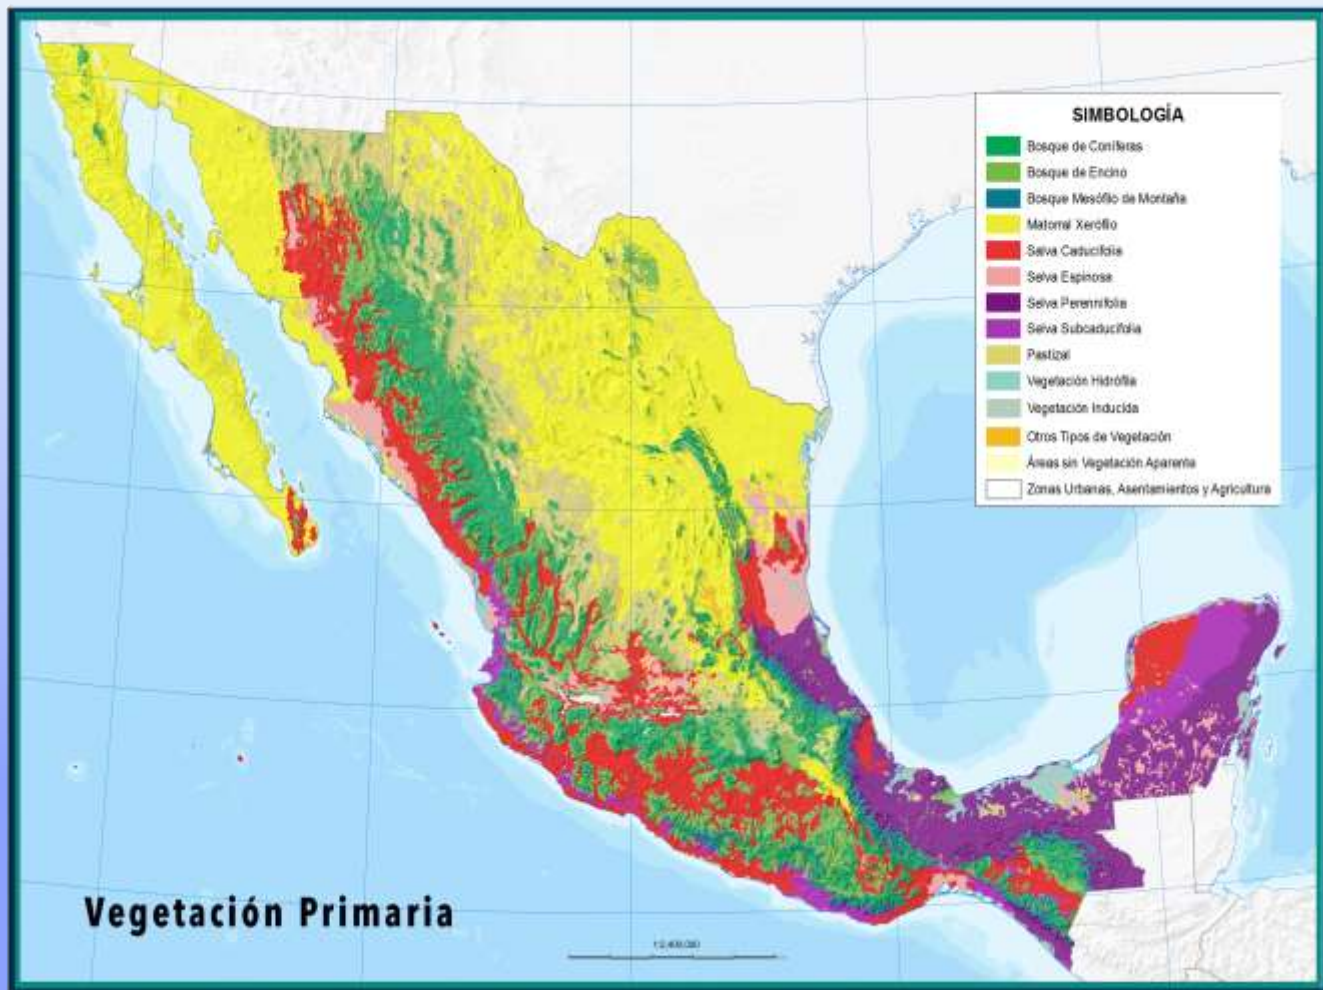 SIMBOLOGÍA
Bosque de Coníferas
Bosque de Encino
Bosque Mesófilo de Montaña
Matorral Xerófilo
Selva Caducifolia
Selva Espinosa
Selva Perennifolia
Selva Subcaducifolia
Pastizal
Vegetación Hidrófila
Vegetación Inducida
Otros Tipos de Vegetación
Áreas sin Vegetación Aparente
Zonas Urbanas, Asentamientos y Agricultura
Vegetación Primaria